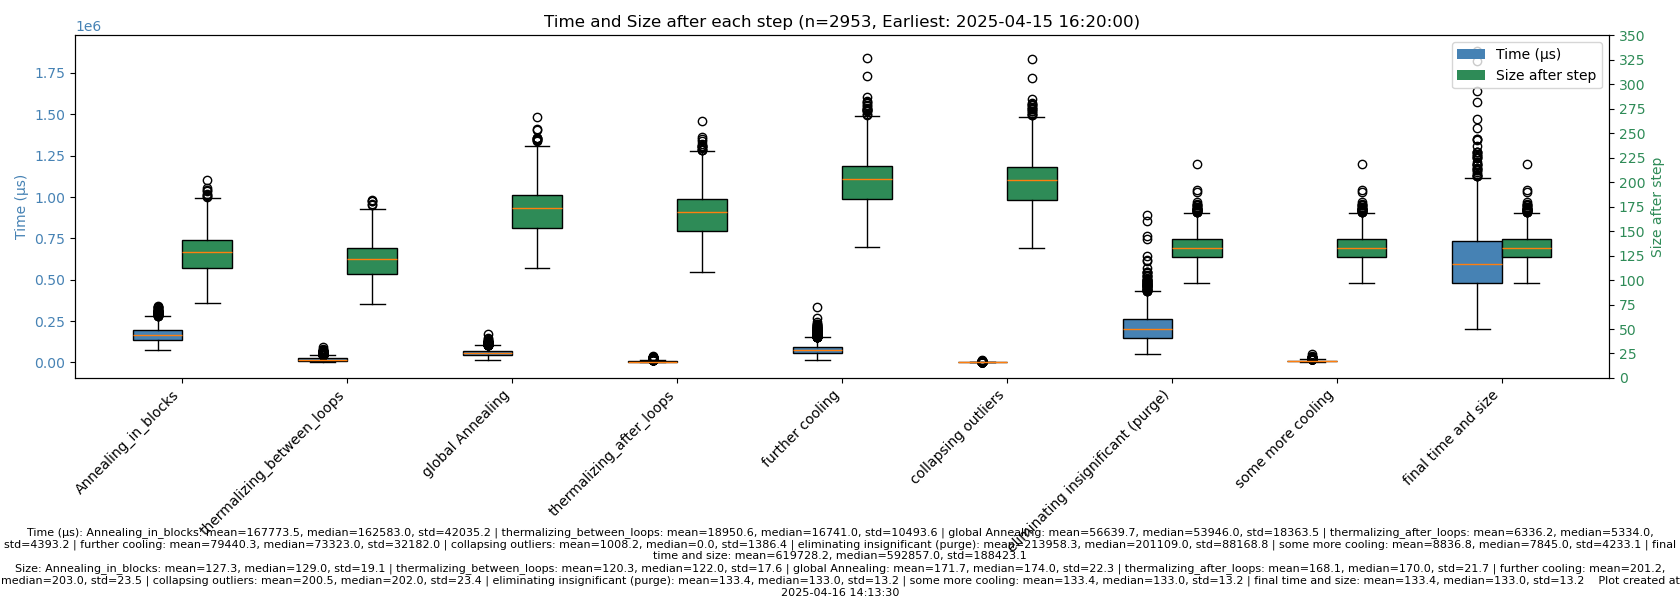 Time and Size after each step (n=2953, Earliest: 2025-04-15 16:20:00)
1e6
1.75
1.50
1.25
1.00
0.75
0.50
0.25
0.00
Time (μs)
Time (μs)
Size after step
350
325
300
275
250
225
200
175
150
125
100
75
50
25
0
Size after step
Annealing_in_blocks
thermalizing_between_loops
global Annealing
thermalizing_after_loops
further cooling
collapsing outliers
eliminating insignificant (purge)
some more cooling
final time and size
Time (μs): Annealing_in_blocks: mean=167773.5, median=162583.0, std=42035.2 | thermalizing_between_loops: mean=18950.6, median=16741.0, std=10493.6 | global Annealing: mean=56639.7, median=53946.0, std=18363.5 | thermalizing_after_loops: mean=6336.2, median=5334.0,
std=4393.2 | further cooling: mean=79440.3, median=73323.0, std=32182.0 | collapsing outliers: mean=1008.2, median=0.0, std=1386.4 | eliminating insignificant (purge): mean=213958.3, median=201109.0, std=88168.8 | some more cooling: mean=8836.8, median=7845.0, std=4233.1 | final
time and size: mean=619728.2, median=592857.0, std=188423.1
Size: Annealing_in_blocks: mean=127.3, median=129.0, std=19.1 | thermalizing_between_loops: mean=120.3, median=122.0, std=17.6 | global Annealing: mean=171.7, median=174.0, std=22.3 | thermalizing_after_loops: mean=168.1, median=170.0, std=21.7 | further cooling: mean=201.2,
median=203.0, std=23.5 | collapsing outliers: mean=200.5, median=202.0, std=23.4 | eliminating insignificant (purge): mean=133.4, median=133.0, std=13.2 | some more cooling: mean=133.4, median=133.0, std=13.2 | final time and size: mean=133.4, median=133.0, std=13.2 Plot created at
2025-04-16 14:13:30